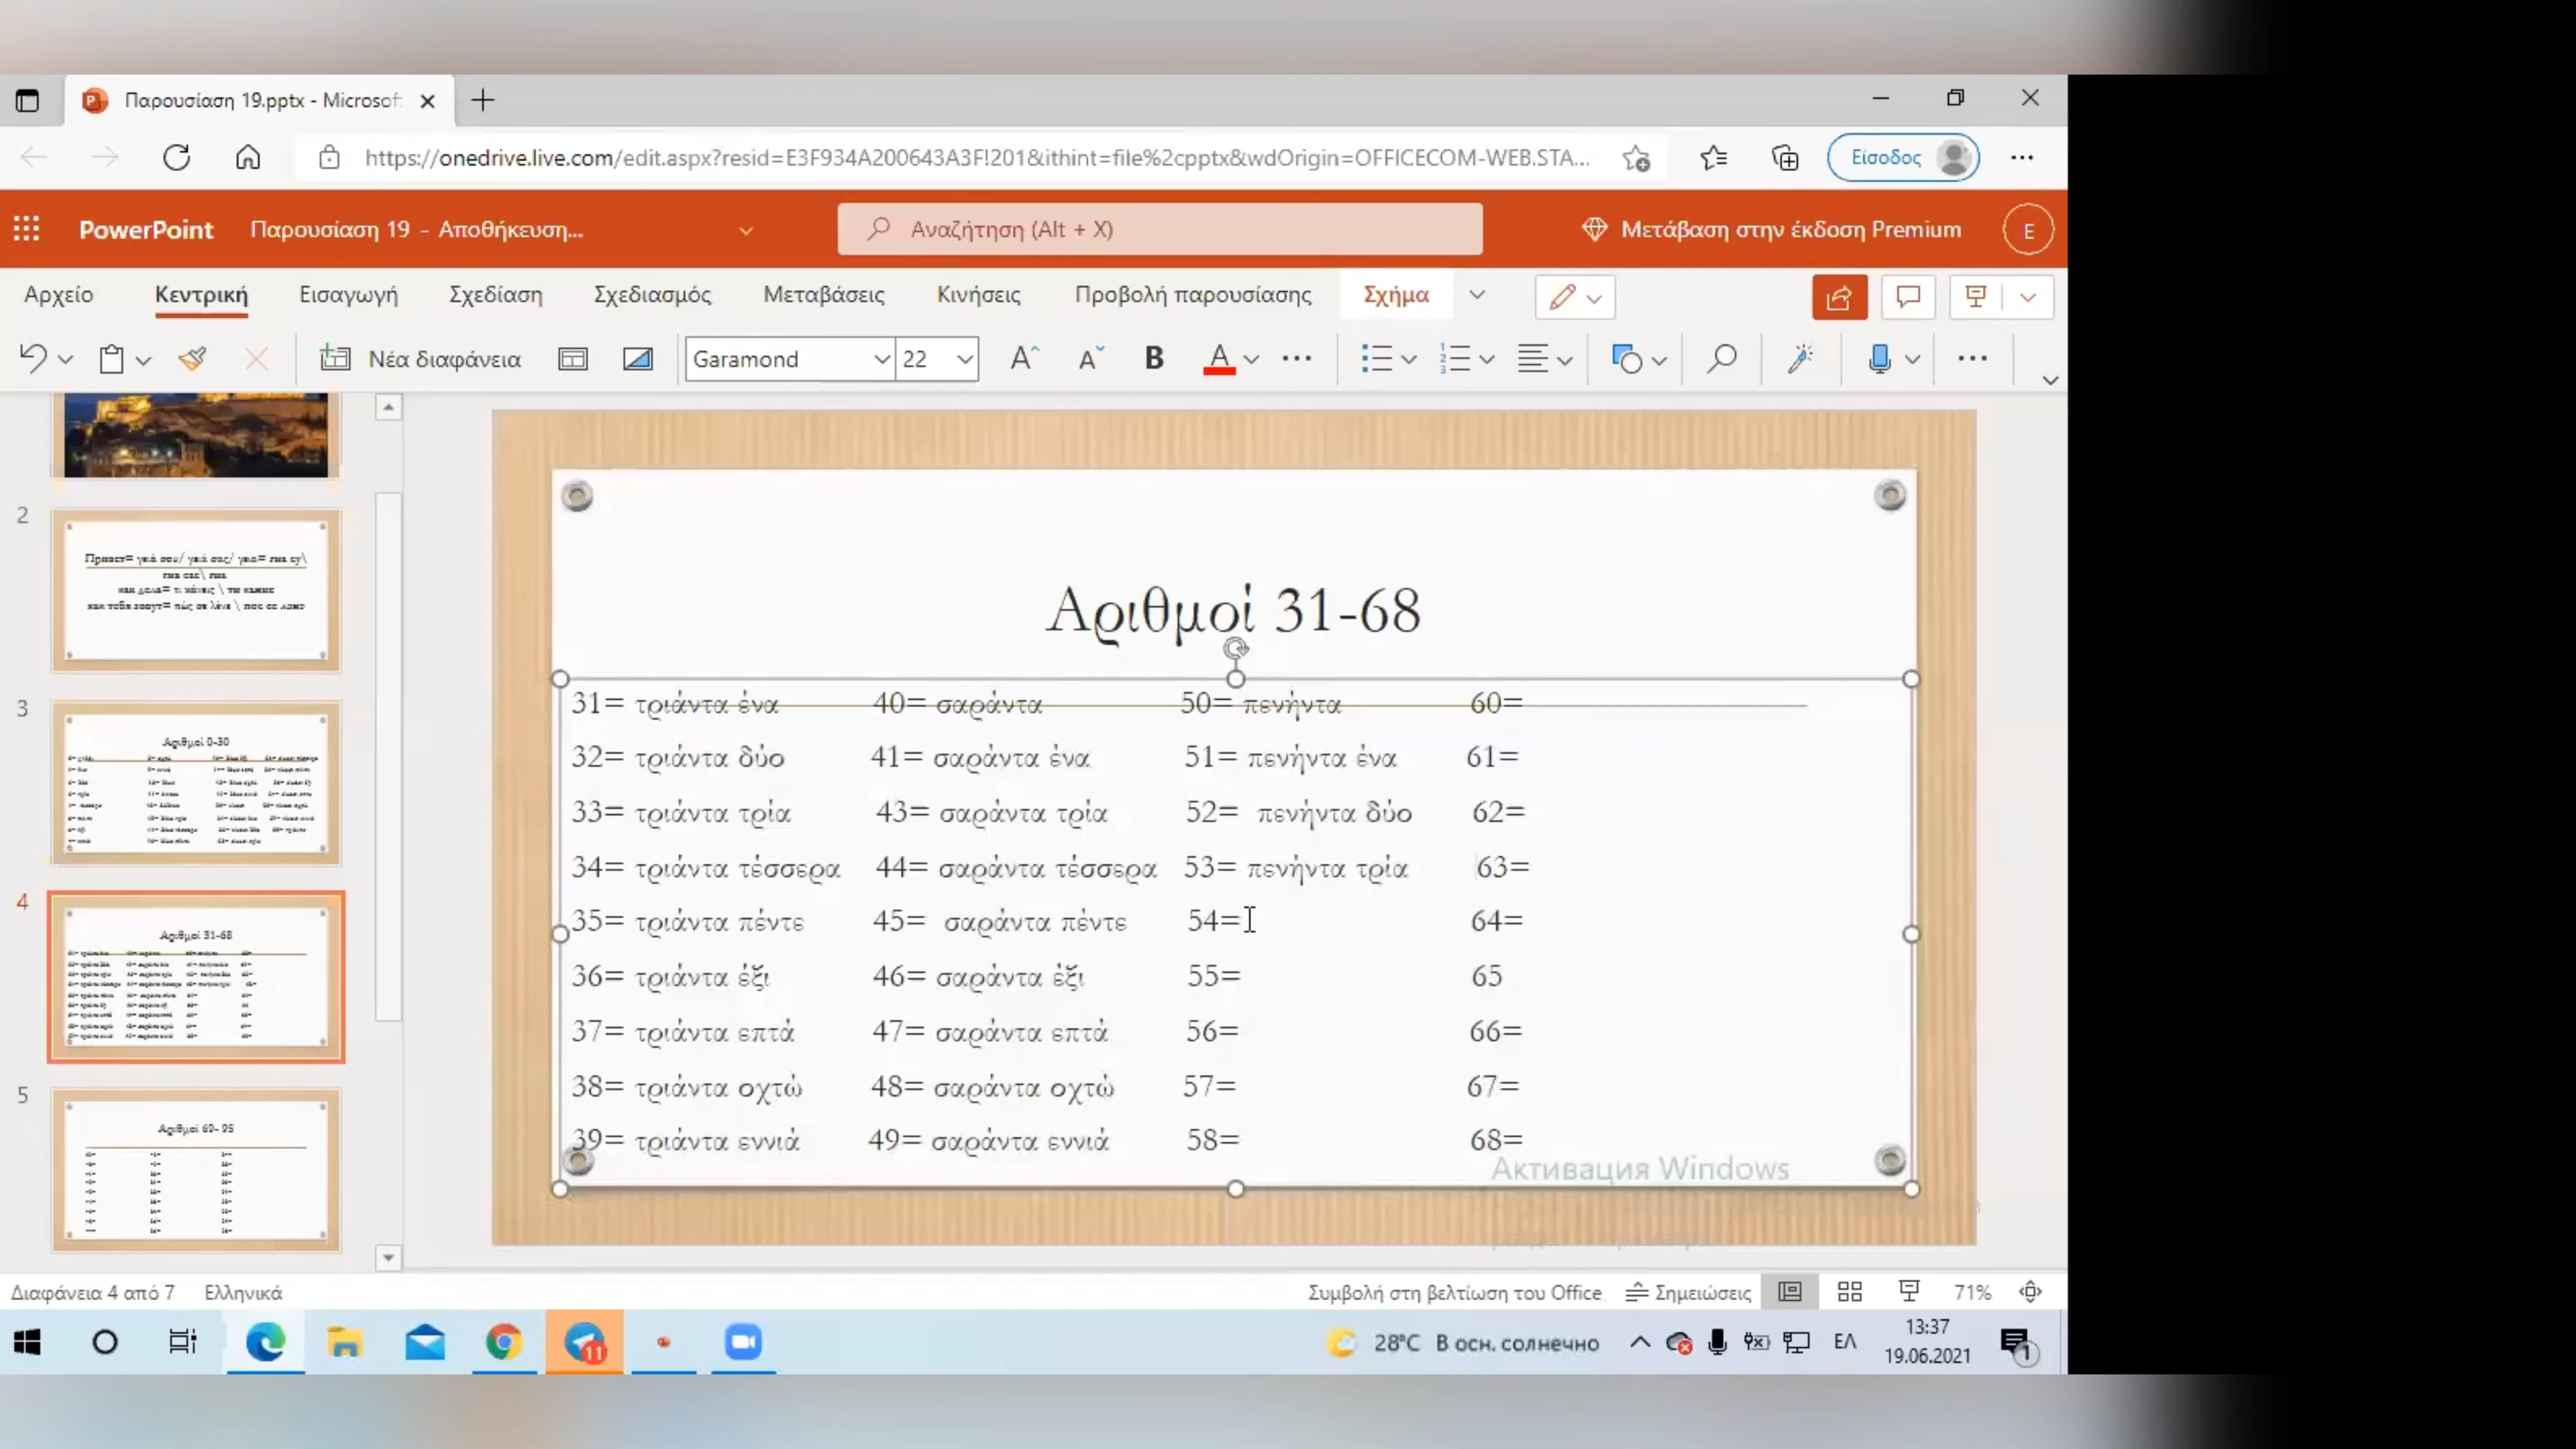 Παρουσίαση 19.pptx - Microsof
https://onedrive.live.com/edit.aspx?resid=E3F934A200643A3F!201&ithint=file%2cpptx&wdOrigin=OFFICECOM-WEB.STA...
Είσοδος
PowerPoint Παρουσίαση 19 - Αποθήκευση...
Αναζήτηση (Alt + X)
Μετάβαση στην έκδοση Premium
E
Αρχείο Κεντρική Εισαγωγή Σχεδίαση Σχεδιασμός Μεταβάσεις Κινήσεις Προβολή παρουσίασης Σχήμα
Νέα διαφάνεια Garamond 22
2
3
Αριθμοί 0-30
4
Αριθμοί 31-68
5
Αριθμοί 69- 95
Αριθμοί 31-68
31= τριάντα ένα 40= σαράντα 50= πενήντα 60=
32= τριάντα δύο 41= σαράντα ένα 51= πενήντα ένα 61=
33= τριάντα τρία 43= σαράντα τρία 52= πενήντα δύο 62=
34= τριάντα τέσσερα 44= σαράντα τέσσερα 53= πενήντα τρία 63=
35= τριάντα πέντε 45= σαράντα πέντε 54= 64=
36= τριάντα έξι 46= σαράντα έξι 55= 65
37= τριάντα επτά 47= σαράντα επτά 56= 66=
38= τριάντα οχτώ 48= σαράντα οχτώ 57= 67=
39= τριάντα εννιά 49= σαράντα εννιά 58= 68=
Активация Windows
Διαφάνεια 4 από 7 Ελληνικά
Συμβολή στη βελτίωση του Office Σημειώσεις 71%
11
28°C В осн. солнечно
ΕΛ
13:37
19.06.2021
1